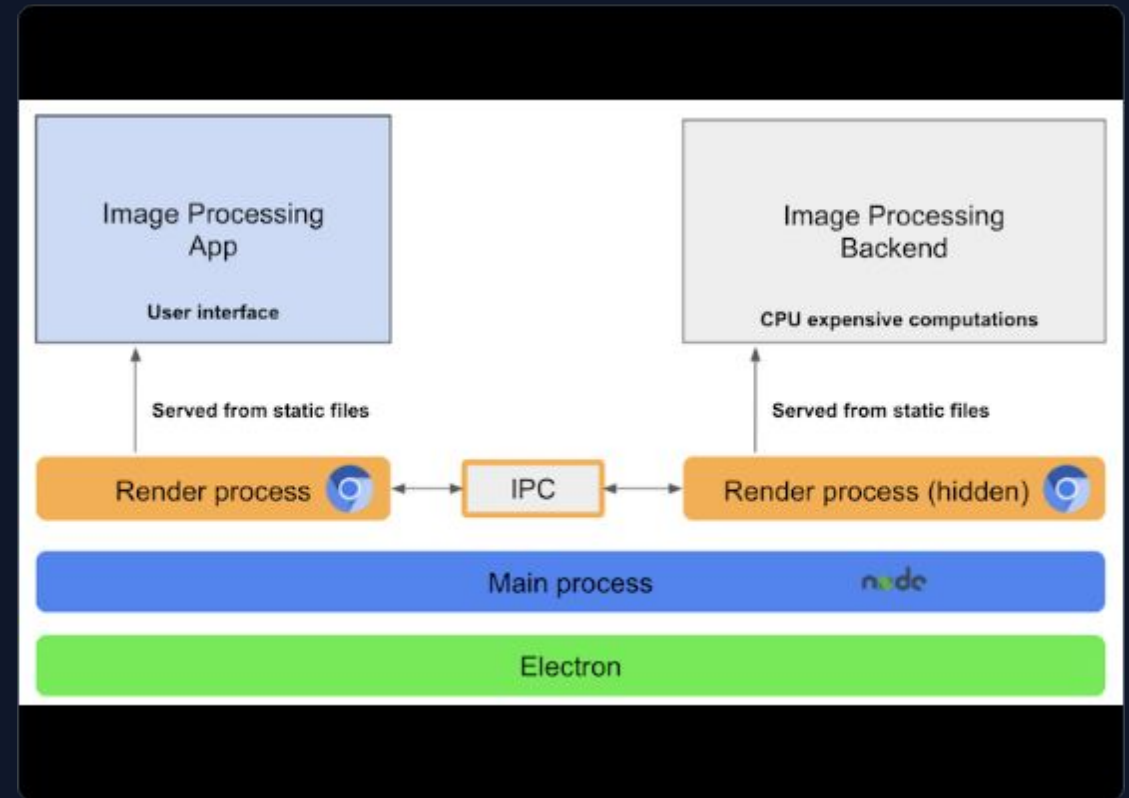 Image Processing
App
User interface
Image Processing
Backend
CPU expensive computations
Served from static files
Served from static files
Render process
IPC
Render process (hidden)
Main process
node
Electron